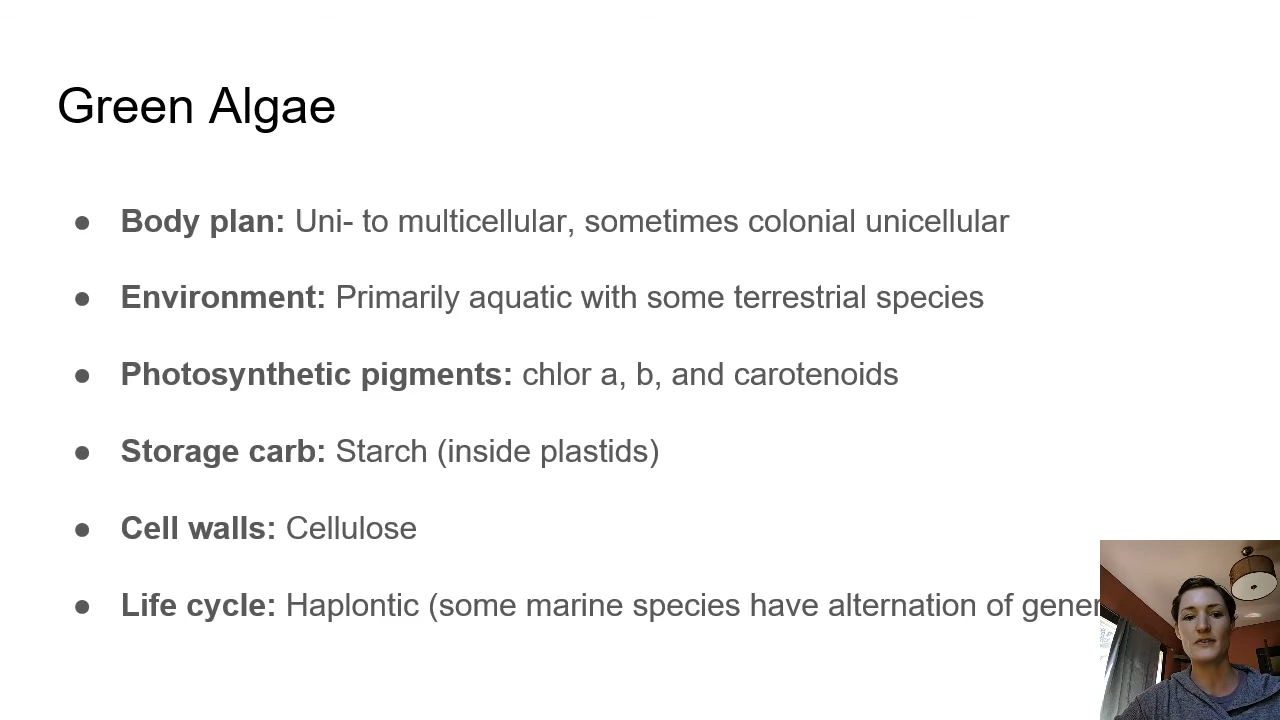 Green Algae
● Body plan: Uni- to multicellular, sometimes colonial unicellular
● Environment: Primarily aquatic with some terrestrial species
● Photosynthetic pigments: chlor a, b, and carotenoids
● Storage carb: Starch (inside plastids)
● Cell walls: Cellulose
● Life cycle: Haplontic (some marine species have alternation of